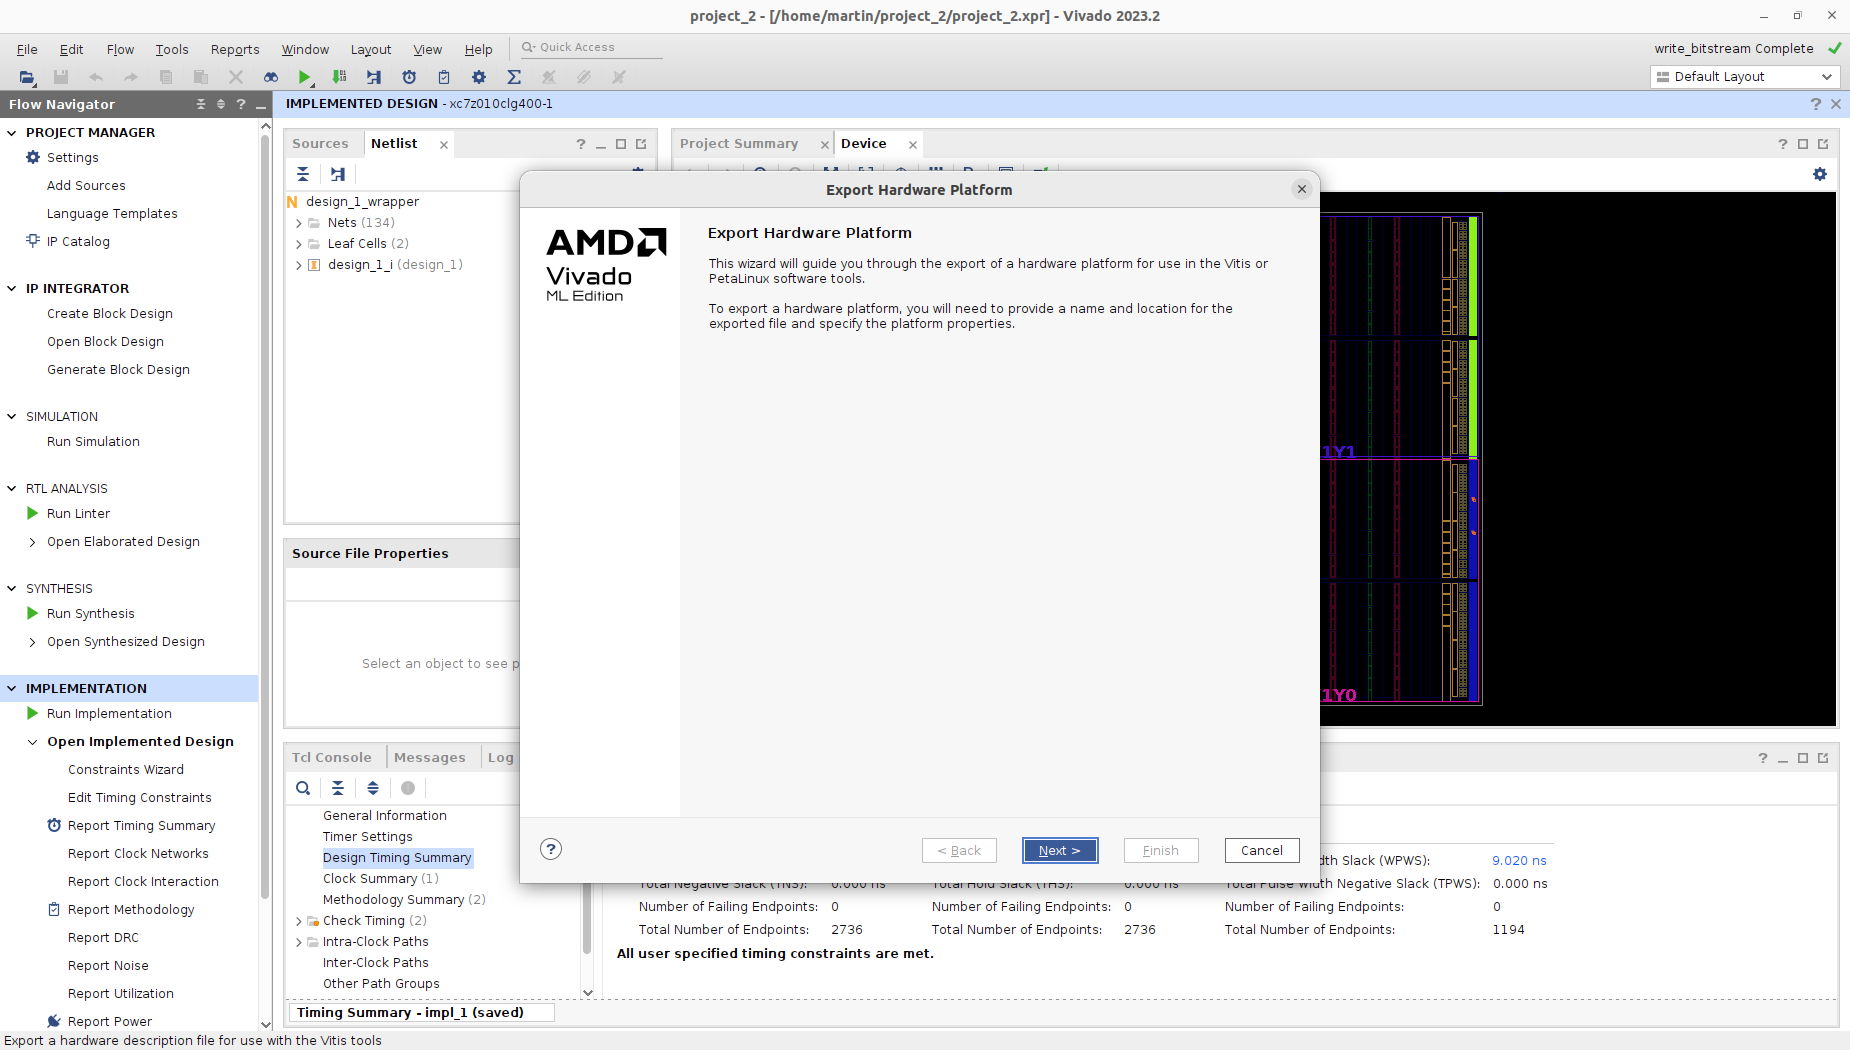 project_2 - [/home/martin/project_2/project_2.xpr] - Vivado 2023.2
File Edit Flow Tools Reports Window Layout View Help Quick Access
write_bitstream Complete
Default Layout
Flow Navigator
IMPLEMENTED DESIGN - xc7z010clg400-1
PROJECT MANAGER
Settings
Add Sources
Language Templates
IP Catalog
IP INTEGRATOR
Create Block Design
Open Block Design
Generate Block Design
SIMULATION
Run Simulation
RTL ANALYSIS
Run Linter
Open Elaborated Design
SYNTHESIS
Run Synthesis
Open Synthesized Design
IMPLEMENTATION
Run Implementation
Open Implemented Design
Constraints Wizard
Edit Timing Constraints
Report Timing Summary
Report Clock Networks
Report Clock Interaction
Report Methodology
Report DRC
Report Noise
Report Utilization
Report Power
Sources Netlist
N design_1_wrapper
Nets (134)
Leaf Cells (2)
design_1_i (design_1)
Source File Properties
Select an object to see p
Project Summary Device
1Y1
1Y0
Export Hardware Platform
AMD
Vivado
ML Edition
Export Hardware Platform
This wizard will guide you through the export of a hardware platform for use in the Vitis or
PetaLinux software tools.
To export a hardware platform, you will need to provide a name and location for the
exported file and specify the platform properties.
? < Back Next > Finish Cancel
Tcl Console Messages Log
General Information
Timer Settings
Design Timing Summary
Clock Summary (1)
Methodology Summary (2)
Check Timing (2)
Intra-Clock Paths
Inter-Clock Paths
Other Path Groups
dth Slack (WPWS): 9.020 ns
Total Negative Slack (TNS): 0.000 ns Total Hold Slack (THS): 0.000 ns Total Pulse Width Negative Slack (TPWS): 0.000 ns
Number of Failing Endpoints: 0 Number of Failing Endpoints: 0 Number of Failing Endpoints: 0
Total Number of Endpoints: 2736 Total Number of Endpoints: 2736 Total Number of Endpoints: 1194
All user specified timing constraints are met.
Timing Summary - impl_1 (saved)
Export a hardware description file for use with the Vitis tools